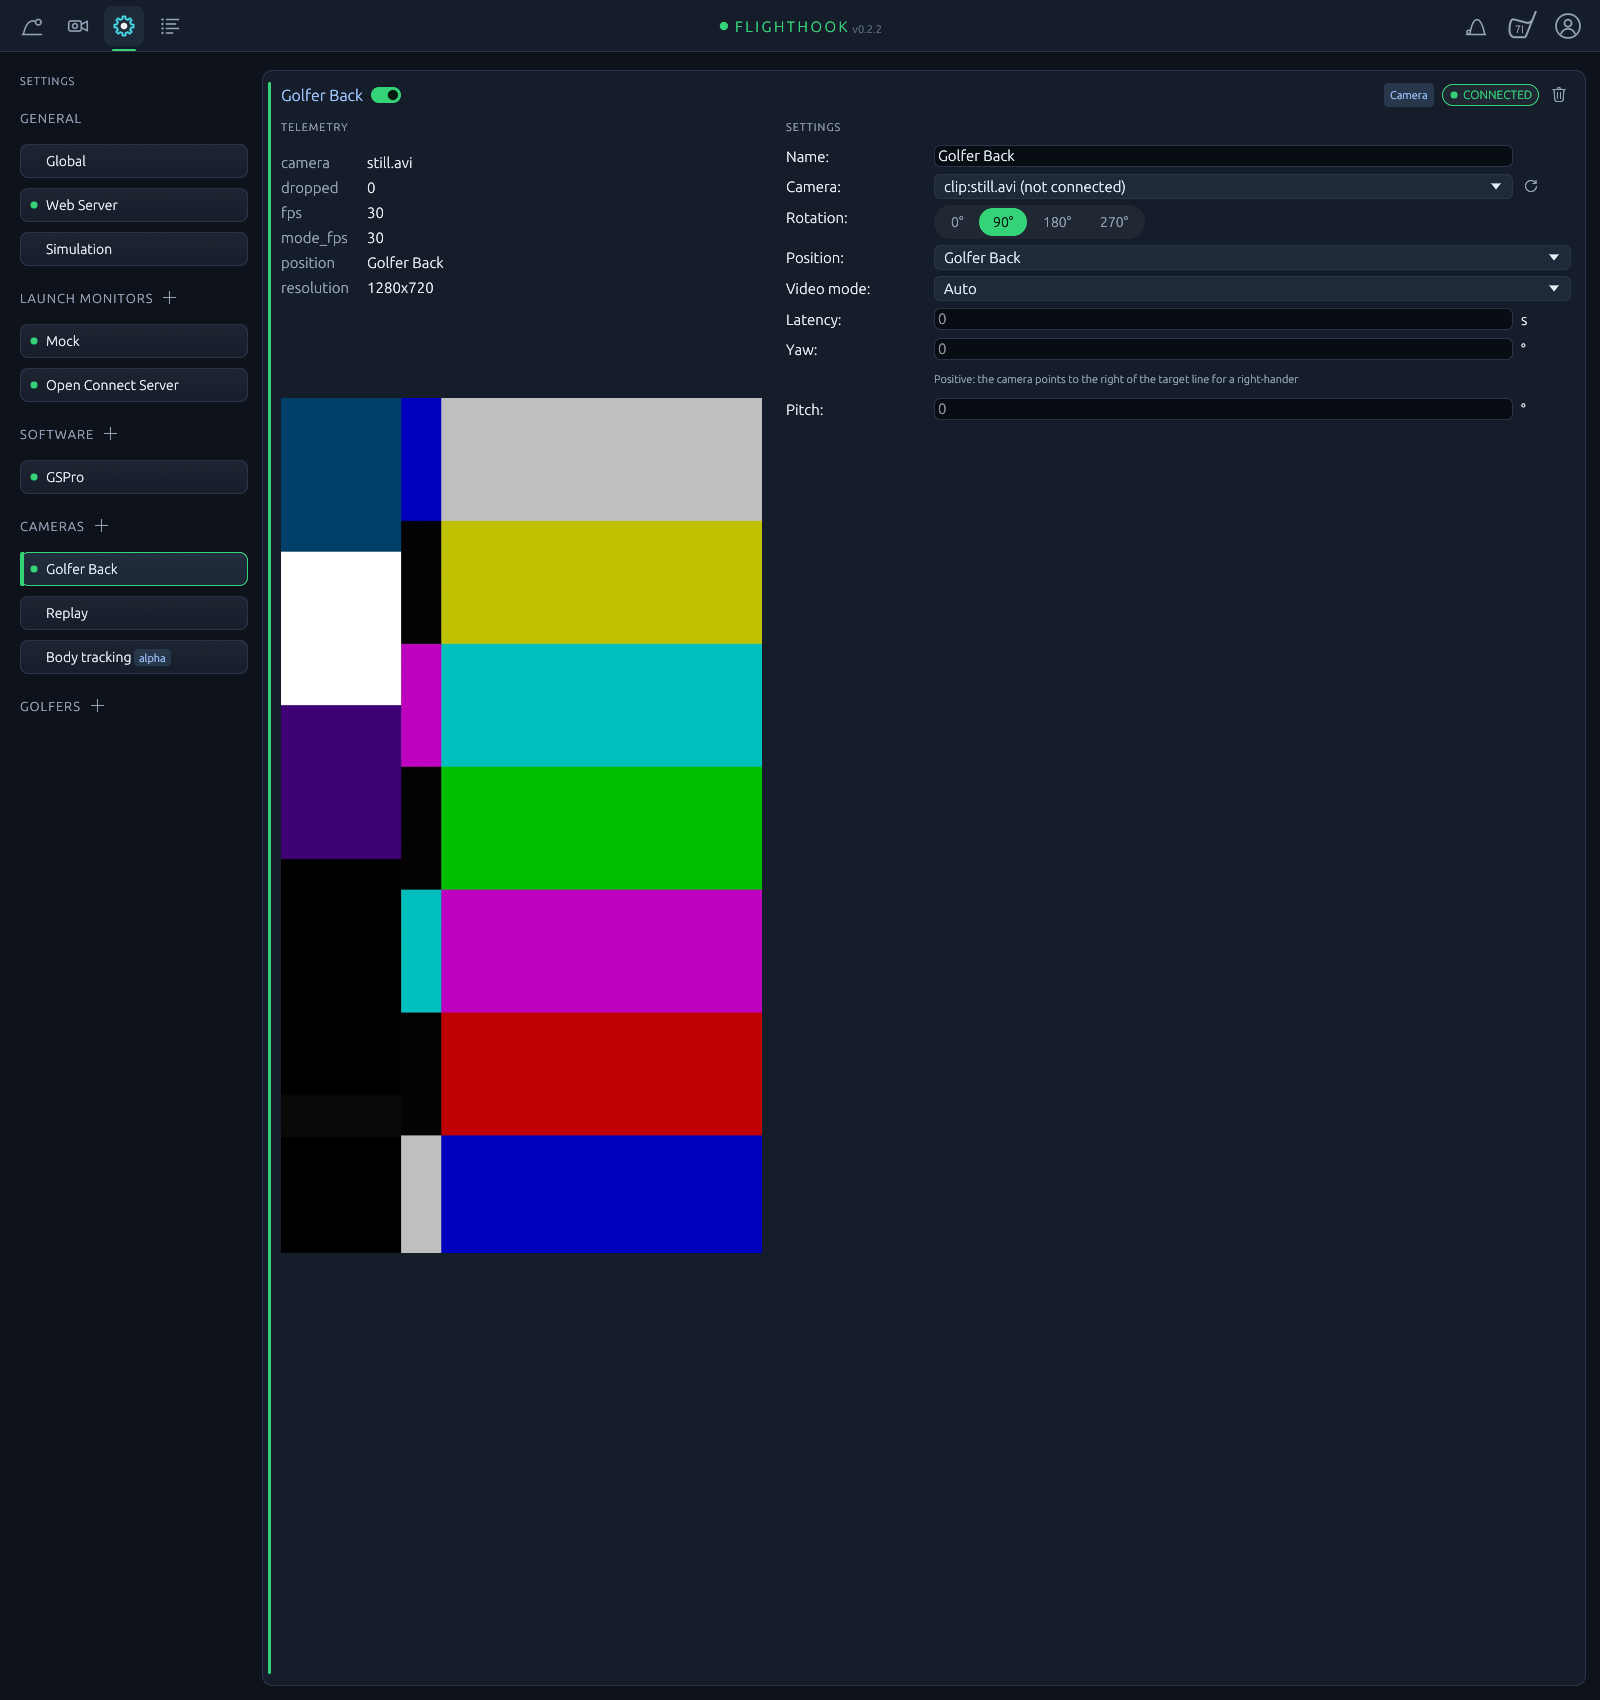 FLIGHTHOOK v0.2.2
7I
SETTINGS
GENERAL
Global
Web Server
Simulation
LAUNCH MONITORS
Mock
Open Connect Server
SOFTWARE
GSPro
CAMERAS
Golfer Back
Replay
Body tracking alpha
GOLFERS
Golfer Back
Camera
CONNECTED
TELEMETRY
camera still.avi
dropped 0
fps 30
mode_fps 30
position Golfer Back
resolution 1280x720
SETTINGS
Name: Golfer Back
Camera: clip:still.avi (not connected)
Rotation: 0° 90° 180° 270°
Position: Golfer Back
Video mode: Auto
Latency: 0 s
Yaw: 0 °
Positive: the camera points to the right of the target line for a right-hander
Pitch: 0 °